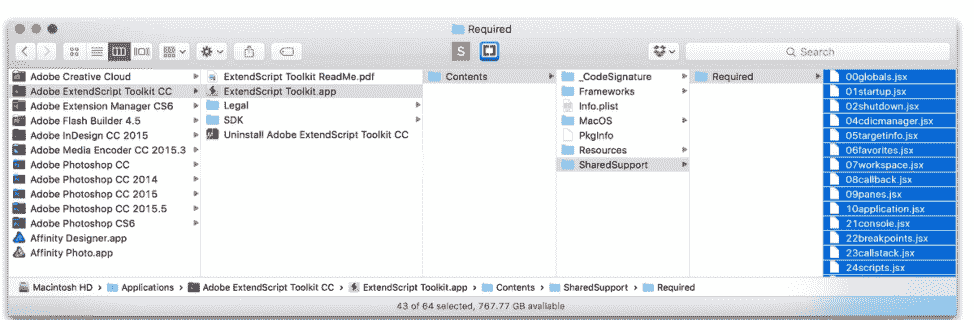 Required
S
Search
Adobe Creative Cloud
Adobe ExtendScript Toolkit CC
Adobe Extension Manager CS6
Adobe Flash Builder 4.5
Adobe InDesign CC 2015
Adobe Media Encoder CC 2015.3
Adobe Photoshop CC
Adobe Photoshop CC 2014
Adobe Photoshop CC 2015
Adobe Photoshop CC 2015.5
Adobe Photoshop CS6
Affinity Designer.app
Affinity Photo.app
ExtendScript Toolkit ReadMe.pdf
ExtendScript Toolkit.app
Legal
SDK
Uninstall Adobe ExtendScript Toolkit CC
Contents
_CodeSignature
Frameworks
Info.plist
MacOS
PkgInfo
Resources
SharedSupport
Required
00globals.jsx
01startup.jsx
02shutdown.jsx
04cdicmanager.jsx
05targetinfo.jsx
06favorites.jsx
07workspace.jsx
08callback.jsx
09panes.jsx
10application.jsx
21console.jsx
22breakpoints.jsx
23callstack.jsx
24scripts.jsx
Macintosh HD Applications Adobe ExtendScript Toolkit CC ExtendScript Toolkit.app Contents SharedSupport Required
43 of 64 selected, 767.77 GB available